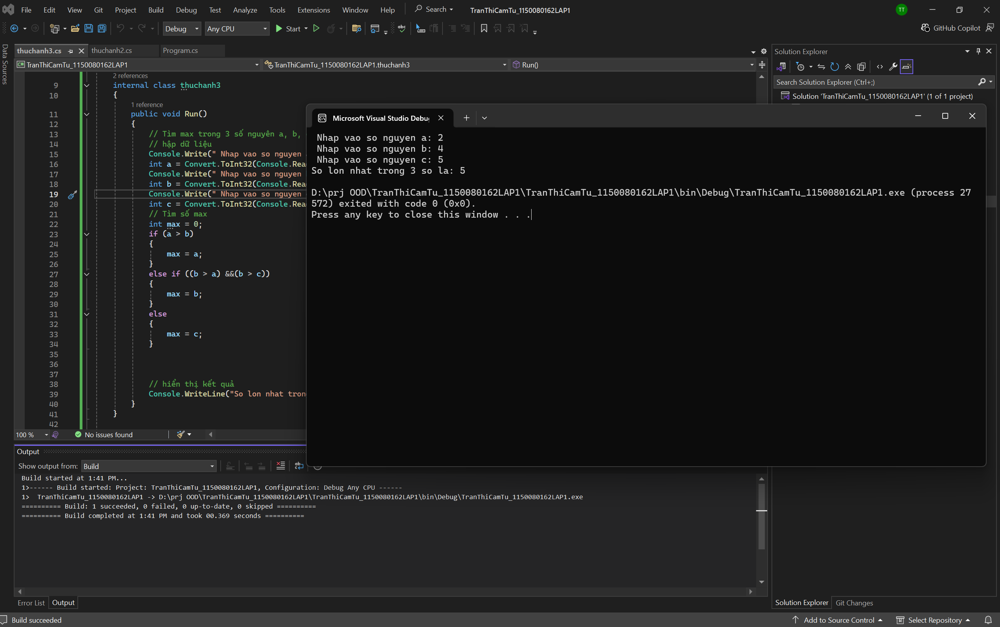 File Edit View Git Project Build Debug Test Analyze Tools Extensions Window Help Search TranThiCamTu_1150080162LAP1 TT
Debug Any CPU Start GitHub Copilot
Data Sources
thuchanh3.cs thuchanh2.cs Program.cs
TranThiCamTu_1150080162LAP1 TranThiCamTu_1150080162LAP1.thuchanh3 Run()
2 references
9 internal class thuchanh3
10 {
1 reference
11 public void Run()
12 {
13 // Tìm max trong 3 số nguyên a, b,
14 // hập dữ liệu
15 Console.Write(" Nhap vao so nguyen
16 int a = Convert.ToInt32(Console.Rea
17 Console.Write(" Nhap vao so nguyen
18 int b = Convert.ToInt32(Console.Rea
19 Console.Write(" Nhap vao so nguyen
20 int c = Convert.ToInt32(Console.Rea
21 // Tìm số max
22 int max = 0;
23 if (a > b)
24 {
25 max = a;
26 }
27 else if ((b > a) &&(b > c))
28 {
29 max = b;
30 }
31 else
32 {
33 max = c;
34 }
35
36
37
38 // hiển thị kết quả
39 Console.WriteLine("So lon nhat tron
40 }
41 }
42
100 % No issues found
Microsoft Visual Studio Debu
Nhap vao so nguyen a: 2
Nhap vao so nguyen b: 4
Nhap vao so nguyen c: 5
So lon nhat trong 3 so la: 5
D:\prj OOD\TranThiCamTu_1150080162LAP1\TranThiCamTu_1150080162LAP1\bin\Debug\TranThiCamTu_1150080162LAP1.exe (process 27
572) exited with code 0 (0x0).
Press any key to close this window . . .
Solution Explorer
Search Solution Explorer (Ctrl+;)
Solution 'TranThiCamTu_1150080162LAP1' (1 of 1 project)
Output
Show output from: Build
Build started at 1:41 PM...
1>------ Build started: Project: TranThiCamTu_1150080162LAP1, Configuration: Debug Any CPU ------
1> TranThiCamTu_1150080162LAP1 -> D:\prj OOD\TranThiCamTu_1150080162LAP1\TranThiCamTu_1150080162LAP1\bin\Debug\TranThiCamTu_1150080162LAP1.exe
========== Build: 1 succeeded, 0 failed, 0 up-to-date, 0 skipped ==========
========== Build completed at 1:41 PM and took 00.369 seconds ==========
Error List Output
Solution Explorer Git Changes
Build succeeded Add to Source Control Select Repository